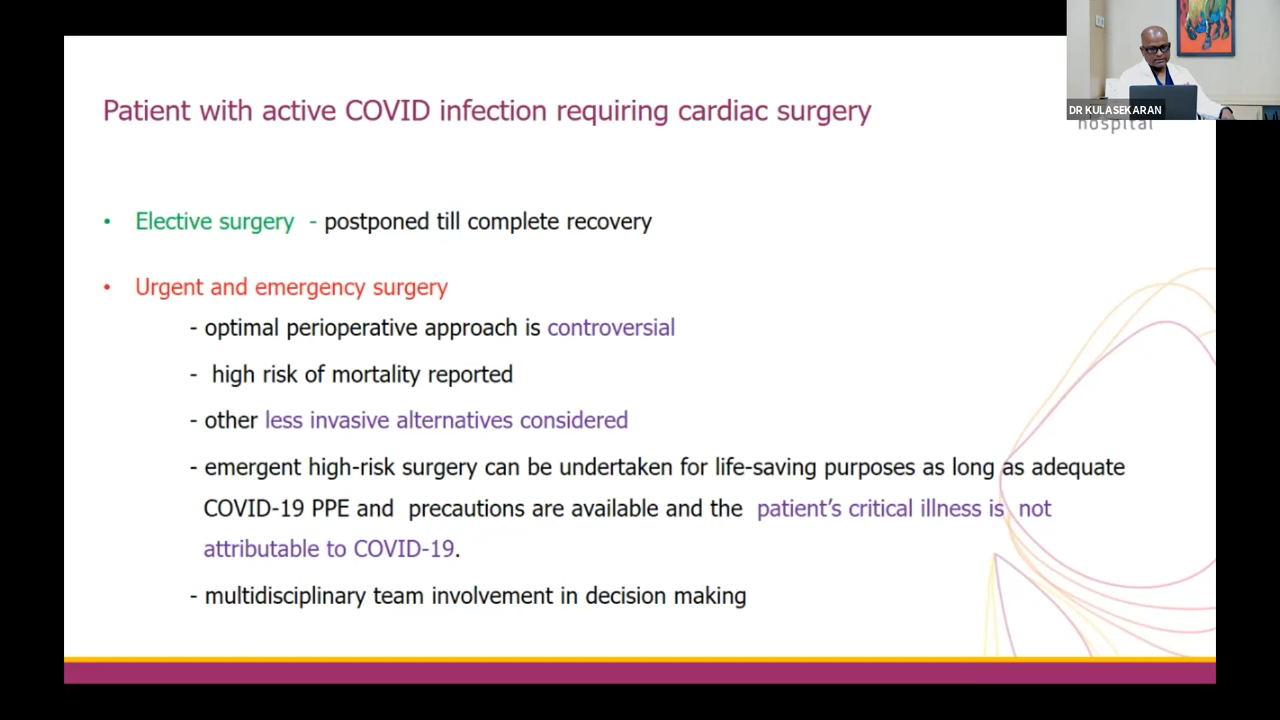 DR KULASEKARAN
hospital
Patient with active COVID infection requiring cardiac surgery
• Elective surgery - postponed till complete recovery
• Urgent and emergency surgery
- optimal perioperative approach is controversial
- high risk of mortality reported
- other less invasive alternatives considered
- emergent high-risk surgery can be undertaken for life-saving purposes as long as adequate
COVID-19 PPE and precautions are available and the patient's critical illness is not
attributable to COVID-19.
- multidisciplinary team involvement in decision making